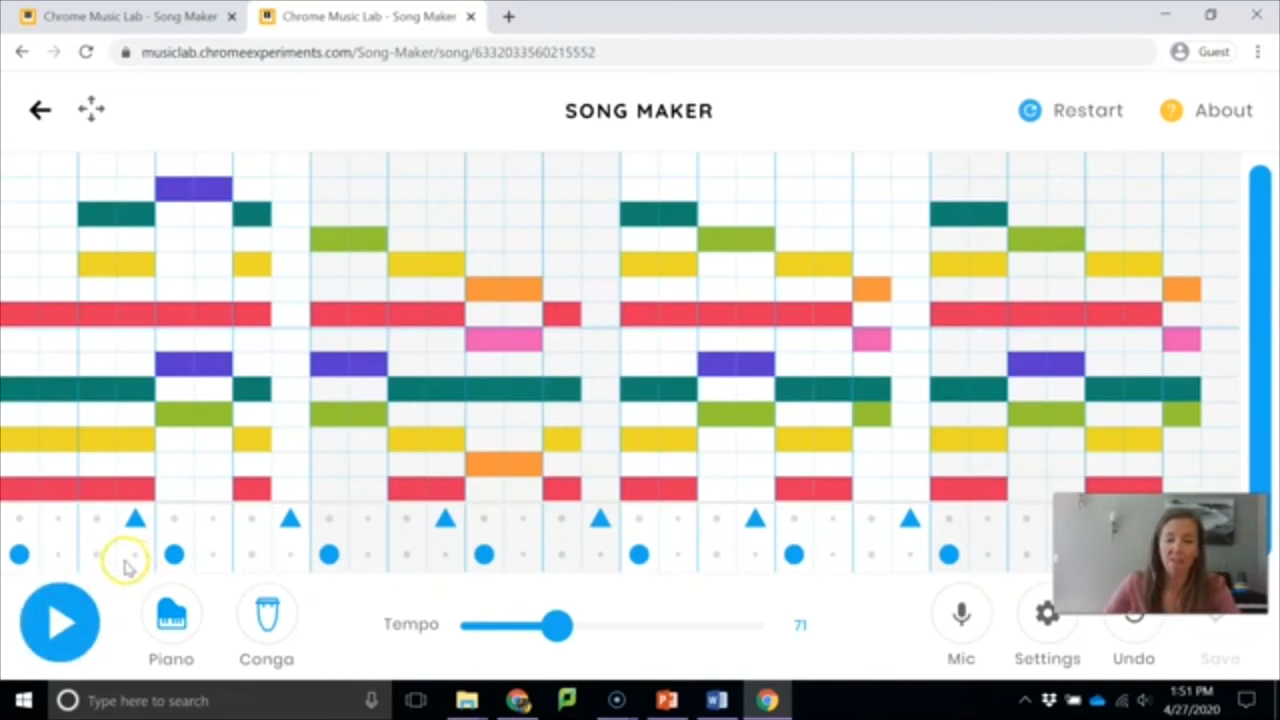 Chrome Music Lab - Song Maker
Chrome Music Lab - Song Maker
musiclab.chromeexperiments.com/Song-Maker/song/6332033560215552
Guest
SONG MAKER
Restart
? About
Tempo
71
Piano
Conga
Mic
Settings
Undo
Save
Type here to search
1:51 PM
4/27/2020